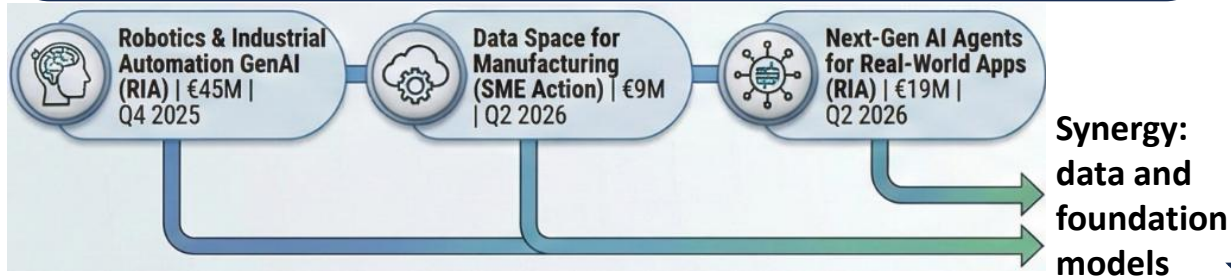 Robotics & Industrial
Automation GenAI
(RIA) | €45M |
Q4 2025
Data Space for
Manufacturing
(SME Action) | €9M
| Q2 2026
Next-Gen AI Agents
for Real-World Apps
(RIA) | €19M |
Q2 2026
Synergy:
data and
foundation
models